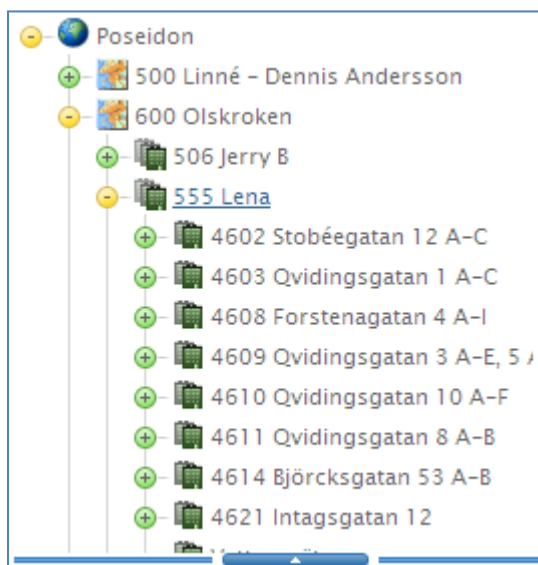 Poseidon
500 Linné - Dennis Andersson
600 Olskroken
506 Jerry B
555 Lena
4602 Stobéegatan 12 A-C
4603 Qvidingsgatan 1 A-C
4608 Forstenagatan 4 A-I
4609 Qvidingsgatan 3 A-E, 5
4610 Qvidingsgatan 10 A-F
4611 Qvidingsgatan 8 A-B
4614 Björcksgatan 53 A-B
4621 Intagsgatan 12